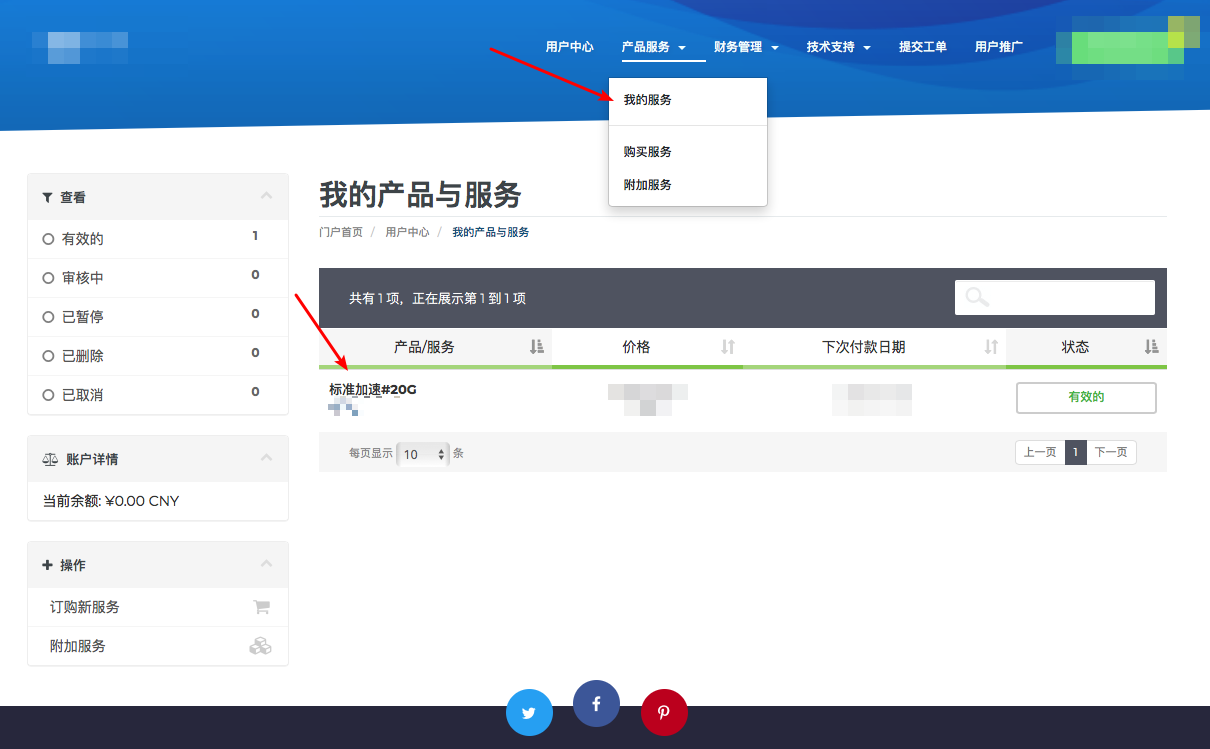 用户中心 产品服务 财务管理 技术支持 提交工单 用户推广
我的服务
购买服务
附加服务
查看
有效的 1
审核中 0
已暂停 0
已删除 0
已取消 0
账户详情
当前余额: ¥0.00 CNY
操作
订购新服务
附加服务
我的产品与服务
门户首页 / 用户中心 / 我的产品与服务
共有 1 项，正在展示第 1 到 1 项
产品/服务 价格 下次付款日期 状态
标准加速#20G 有效的
每页显示 10 条 上一页 1 下一页